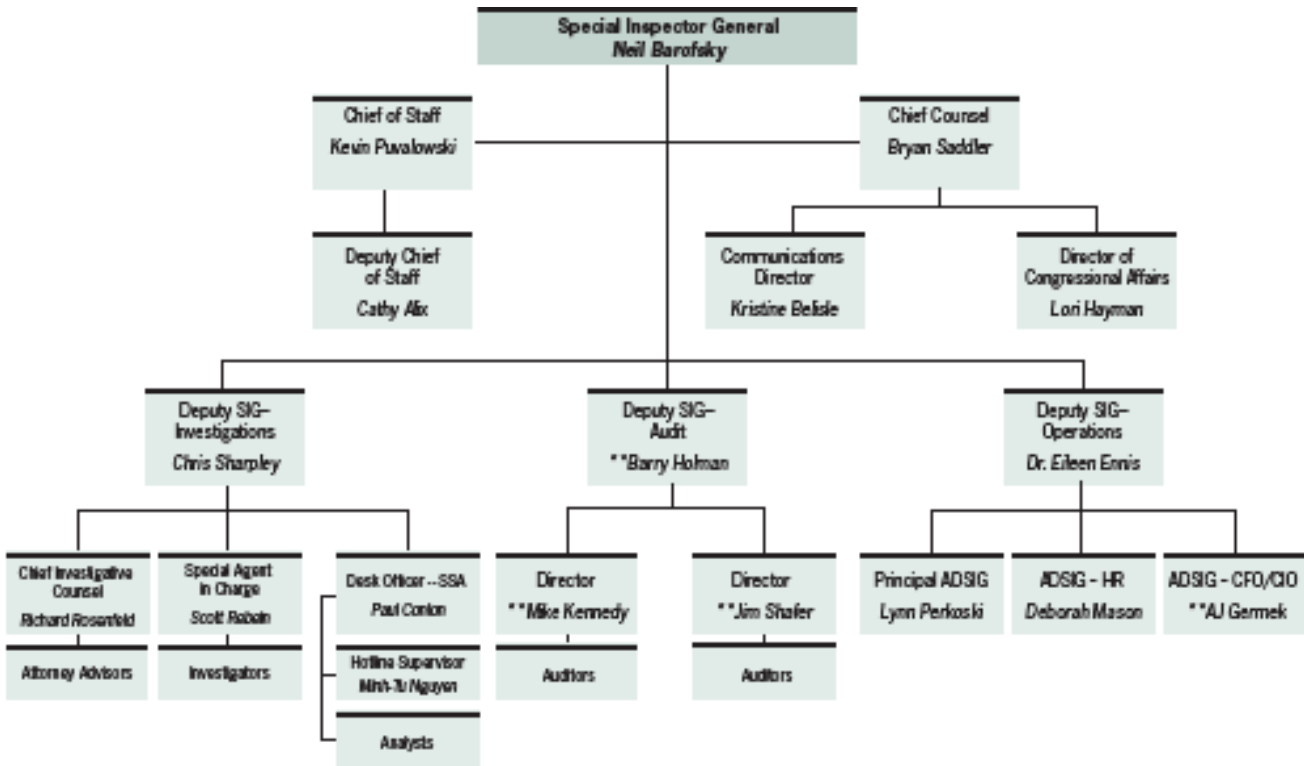 Special Inspector General
Neil Barofsky
Chief of Staff
Kevin Puvalowski
Chief Counsel
Bryan Saddler
Deputy Chief
of Staff
Cathy Alix
Communications
Director
Kristine Belisle
Director of
Congressional Affairs
Lori Hayman
Deputy SIG–
Investigations
Chris Sharpley
Deputy SIG–
Audit
**Barry Holman
Deputy SIG–
Operations
Dr. Eileen Ennis
Chief Investigative
Counsel
Richard Rosenfeld
Special Agent
in Charge
Scott Rebein
Desk Officer --SSA
Paul Conlon
Director
**Mike Kennedy
Director
**Jim Shafer
Principal ADSIG
Lynn Perkoski
ADSIG - HR
Deborah Mason
ADSIG - CFO/CIO
**AJ Germek
Attorney Advisors
Investigators
Hotline Supervisor
Minh-Tu Nguyen
Auditors
Auditors
Analysts